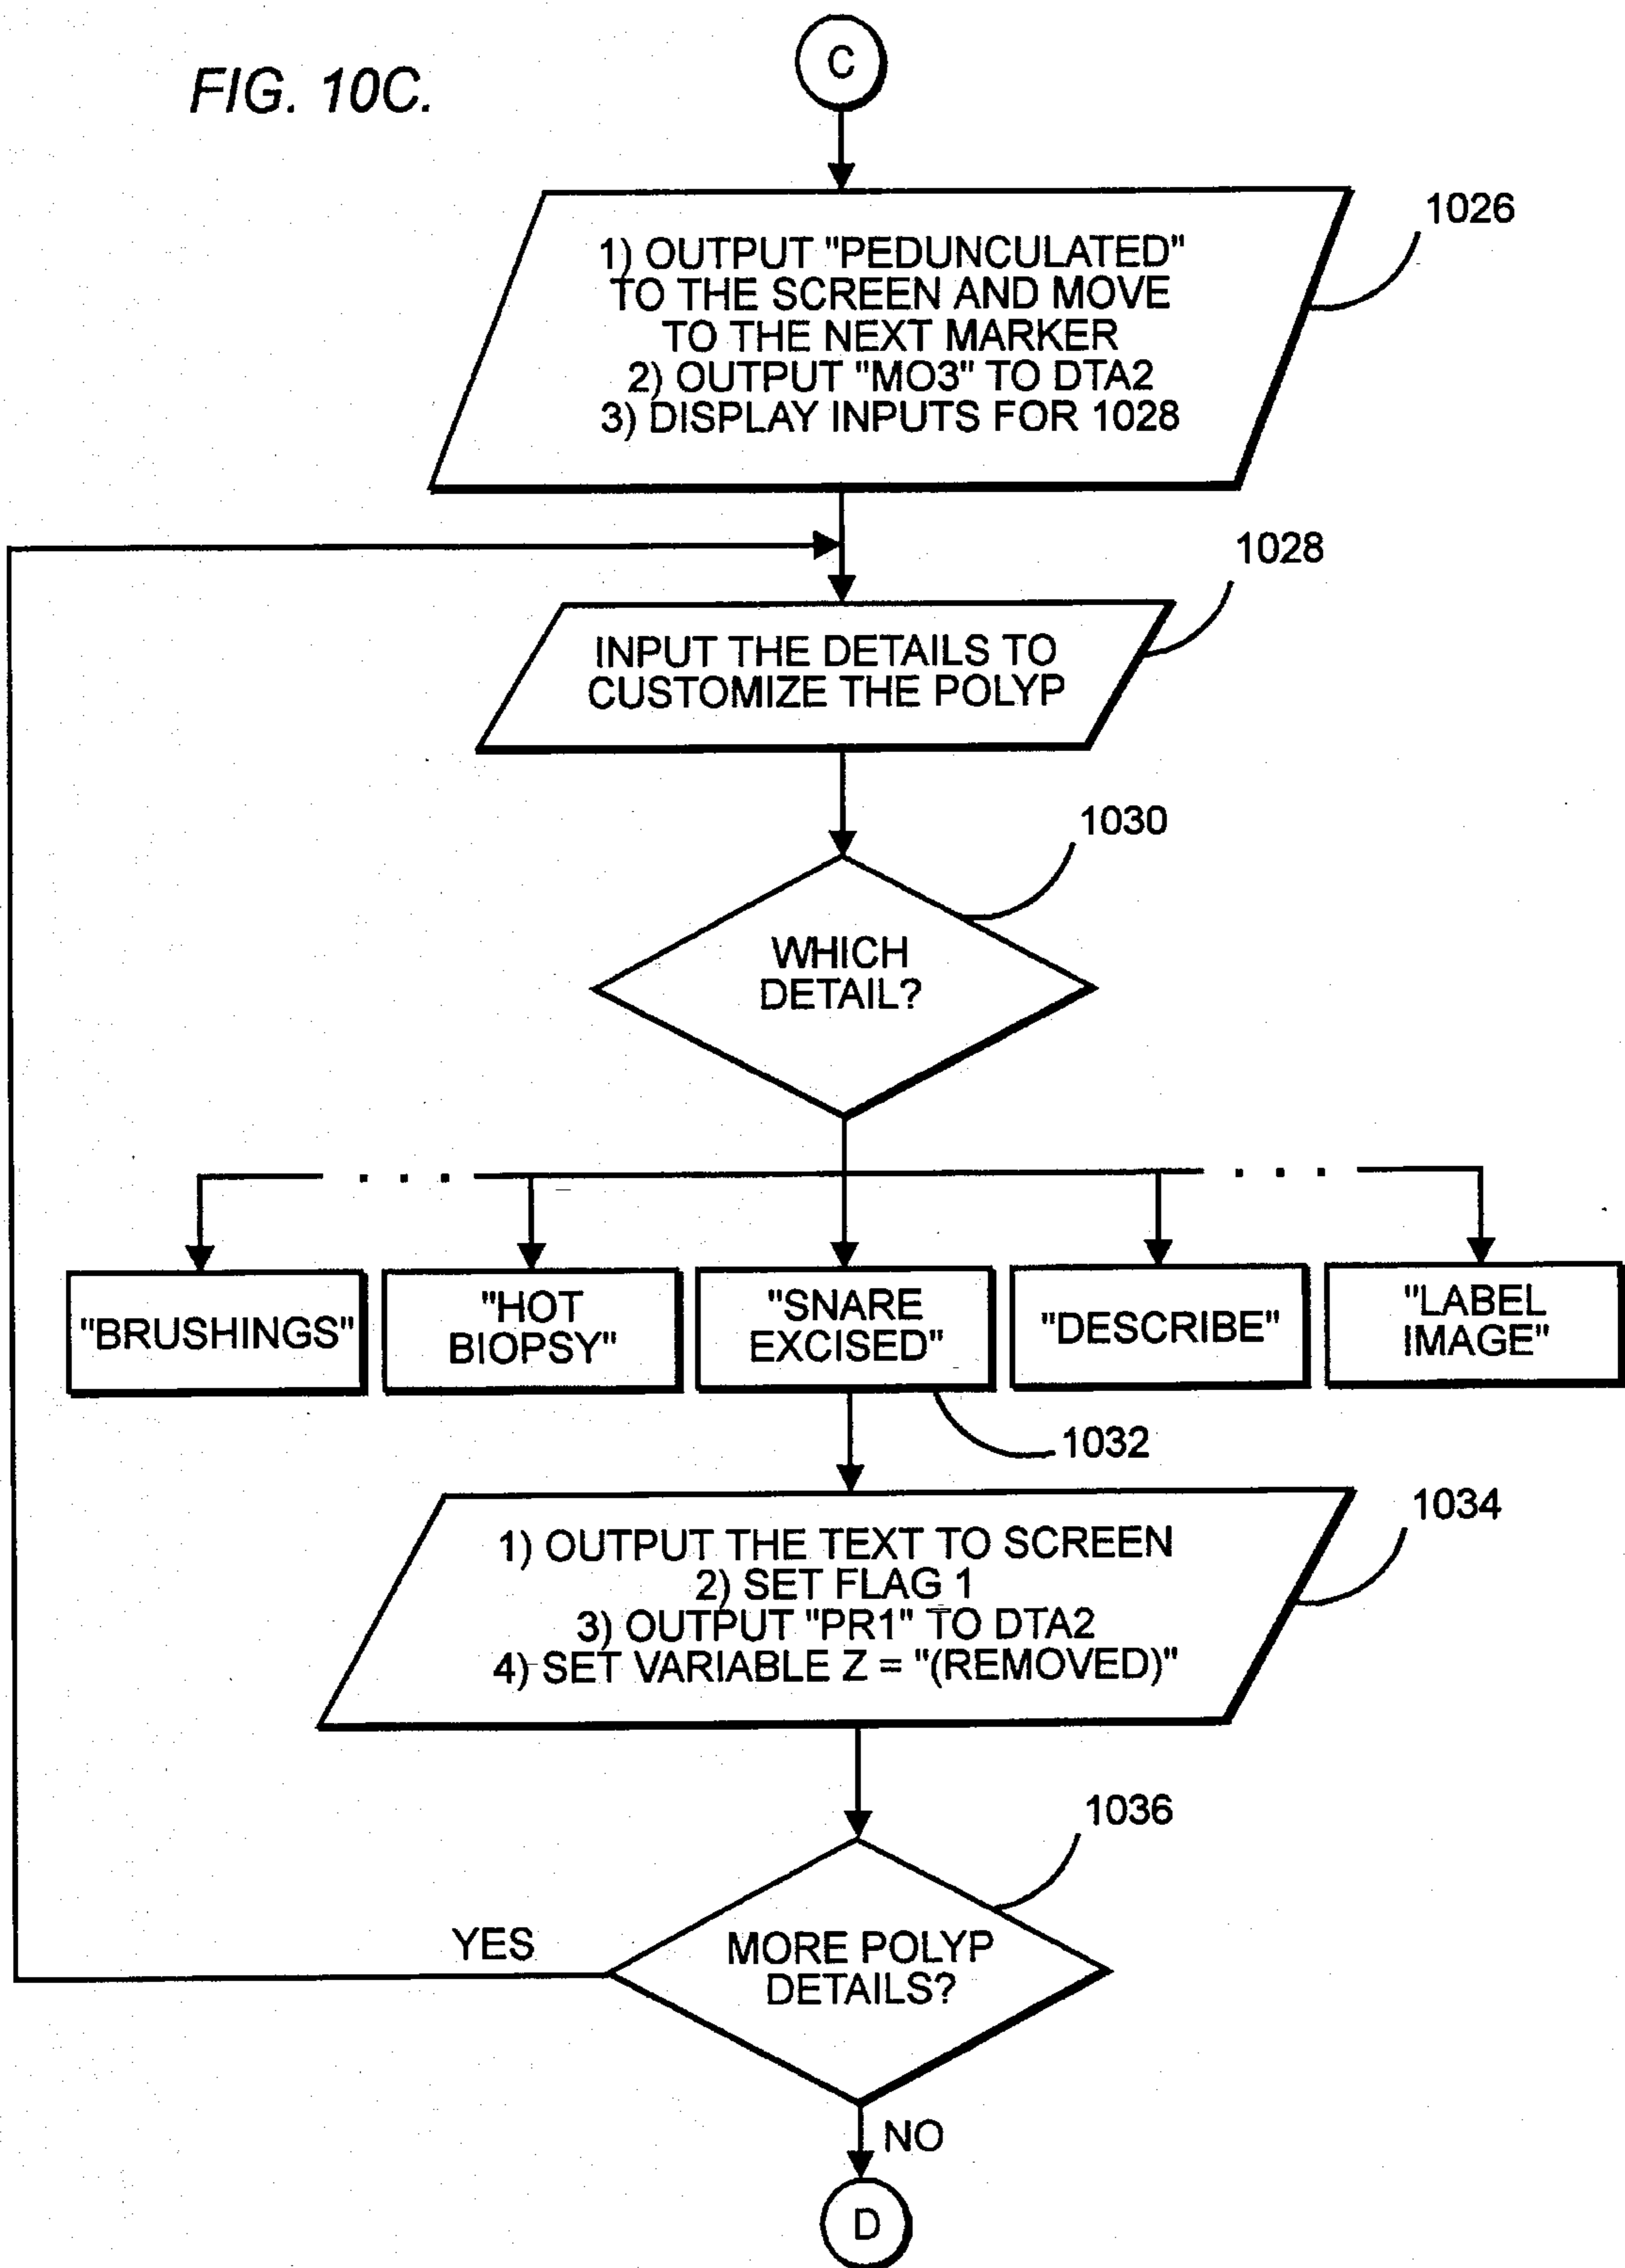 FIG. 10C.
C
1026
1) OUTPUT "PEDUNCULATED"
TO THE SCREEN AND MOVE
TO THE NEXT MARKER
2) OUTPUT "MO3" TO DTA2
3) DISPLAY INPUTS FOR 1028
1028
INPUT THE DETAILS TO
CUSTOMIZE THE POLYP
1030
WHICH
DETAIL?
"BRUSHINGS"
"HOT
BIOPSY"
"SNARE
EXCISED"
"DESCRIBE"
"LABEL
IMAGE"
1032
1034
1) OUTPUT THE TEXT TO SCREEN
2) SET FLAG 1
3) OUTPUT "PR1" TO DTA2
4) SET VARIABLE Z = "(REMOVED)"
1036
MORE POLYP
DETAILS?
YES
NO
D